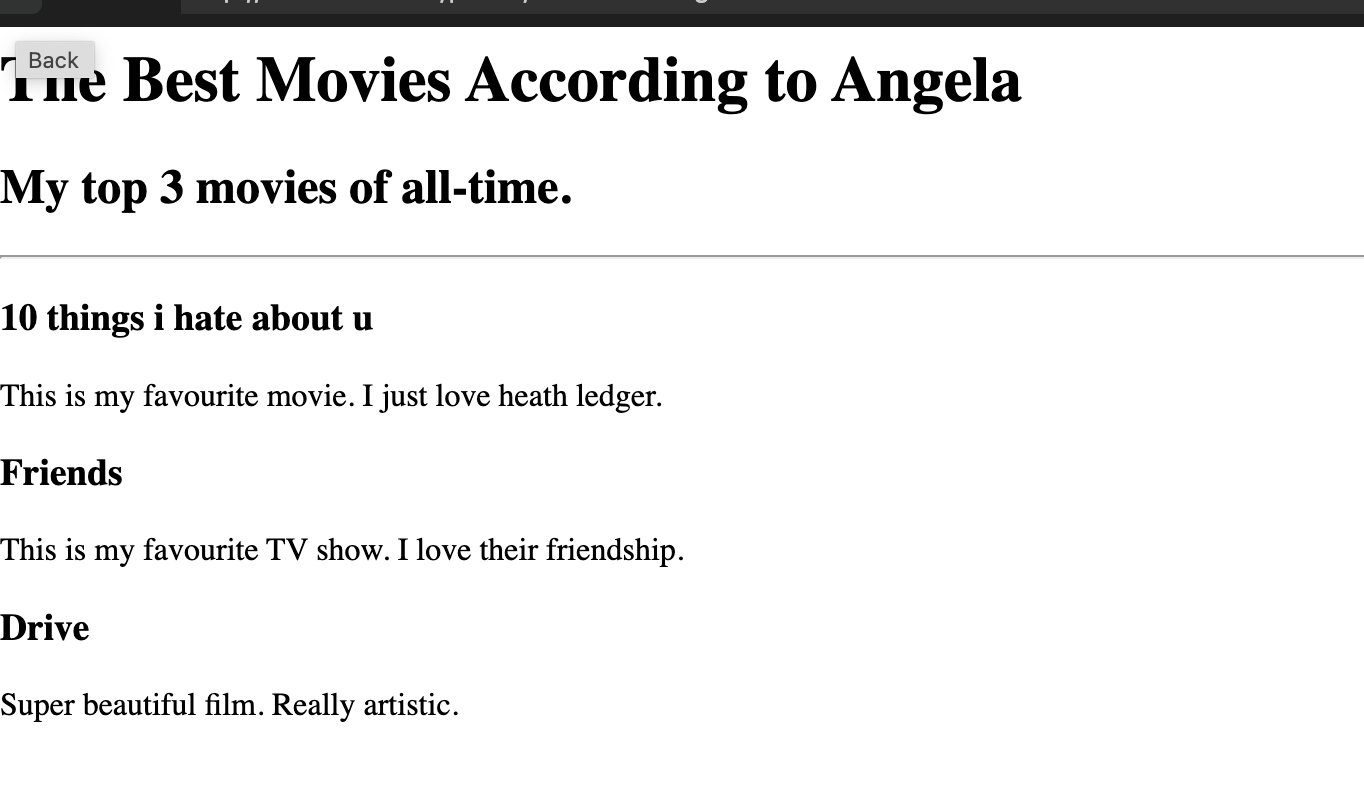 Back
The Best Movies According to Angela
My top 3 movies of all-time.
10 things i hate about u
This is my favourite movie. I just love heath ledger.
Friends
This is my favourite TV show. I love their friendship.
Drive
Super beautiful film. Really artistic.